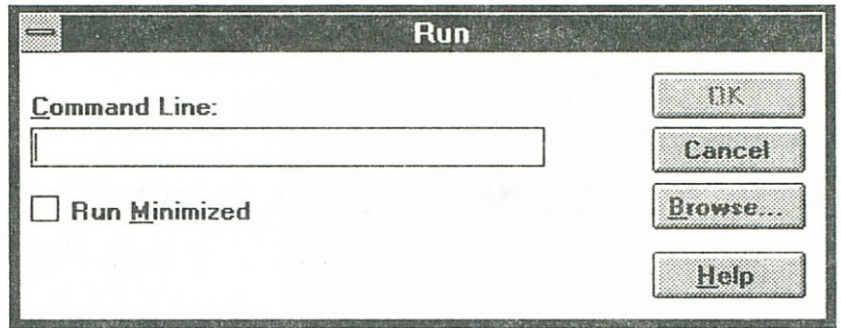 Run
Command Line:
OK
Cancel
Run Minimized
Browse...
Help